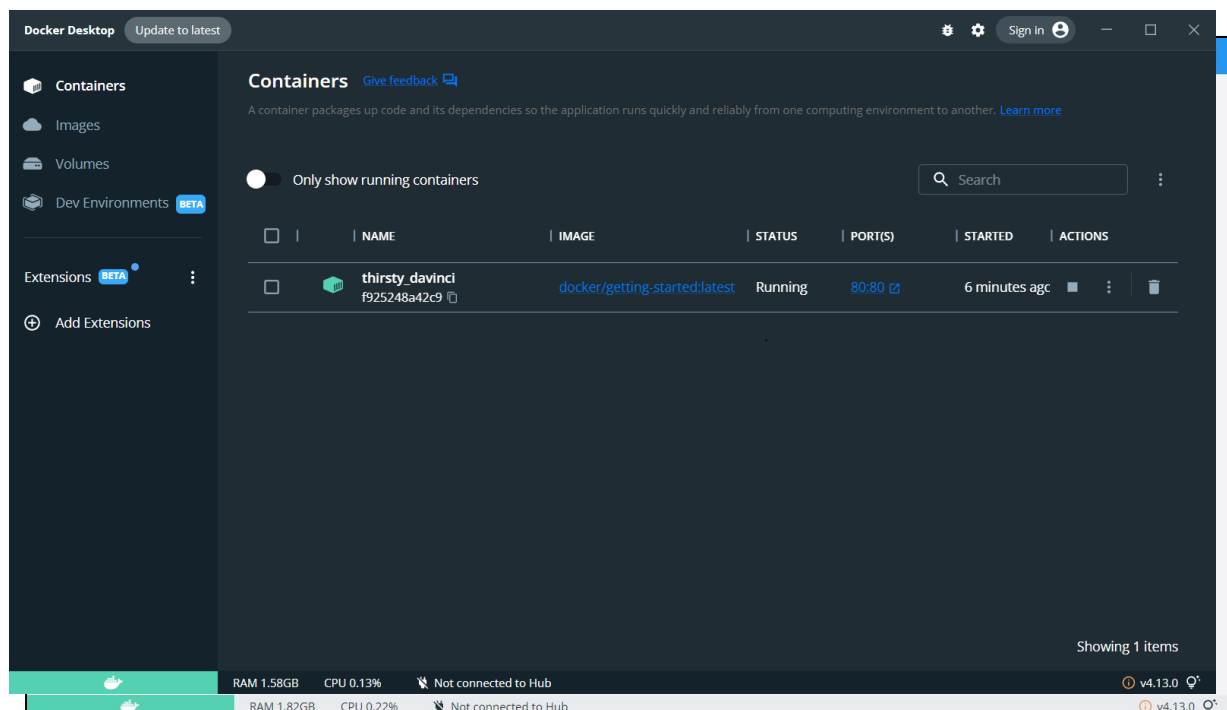 Docker Desktop Update to latest Sign in
Containers
Images
Volumes
Dev Environments BETA
Extensions BETA
Add Extensions
Containers Give feedback
A container packages up code and its dependencies so the application runs quickly and reliably from one computing environment to another. Learn more
Only show running containers
Search
NAME IMAGE STATUS PORT(S) STARTED ACTIONS
thirsty_davinci docker/getting-started:latest Running 80:80 6 minutes agc
f925248a42c9
Showing 1 items
RAM 1.58GB CPU 0.13% Not connected to Hub v4.13.0
RAM 1.82GB CPU 0.22% Not connected to Hub v4.13.0